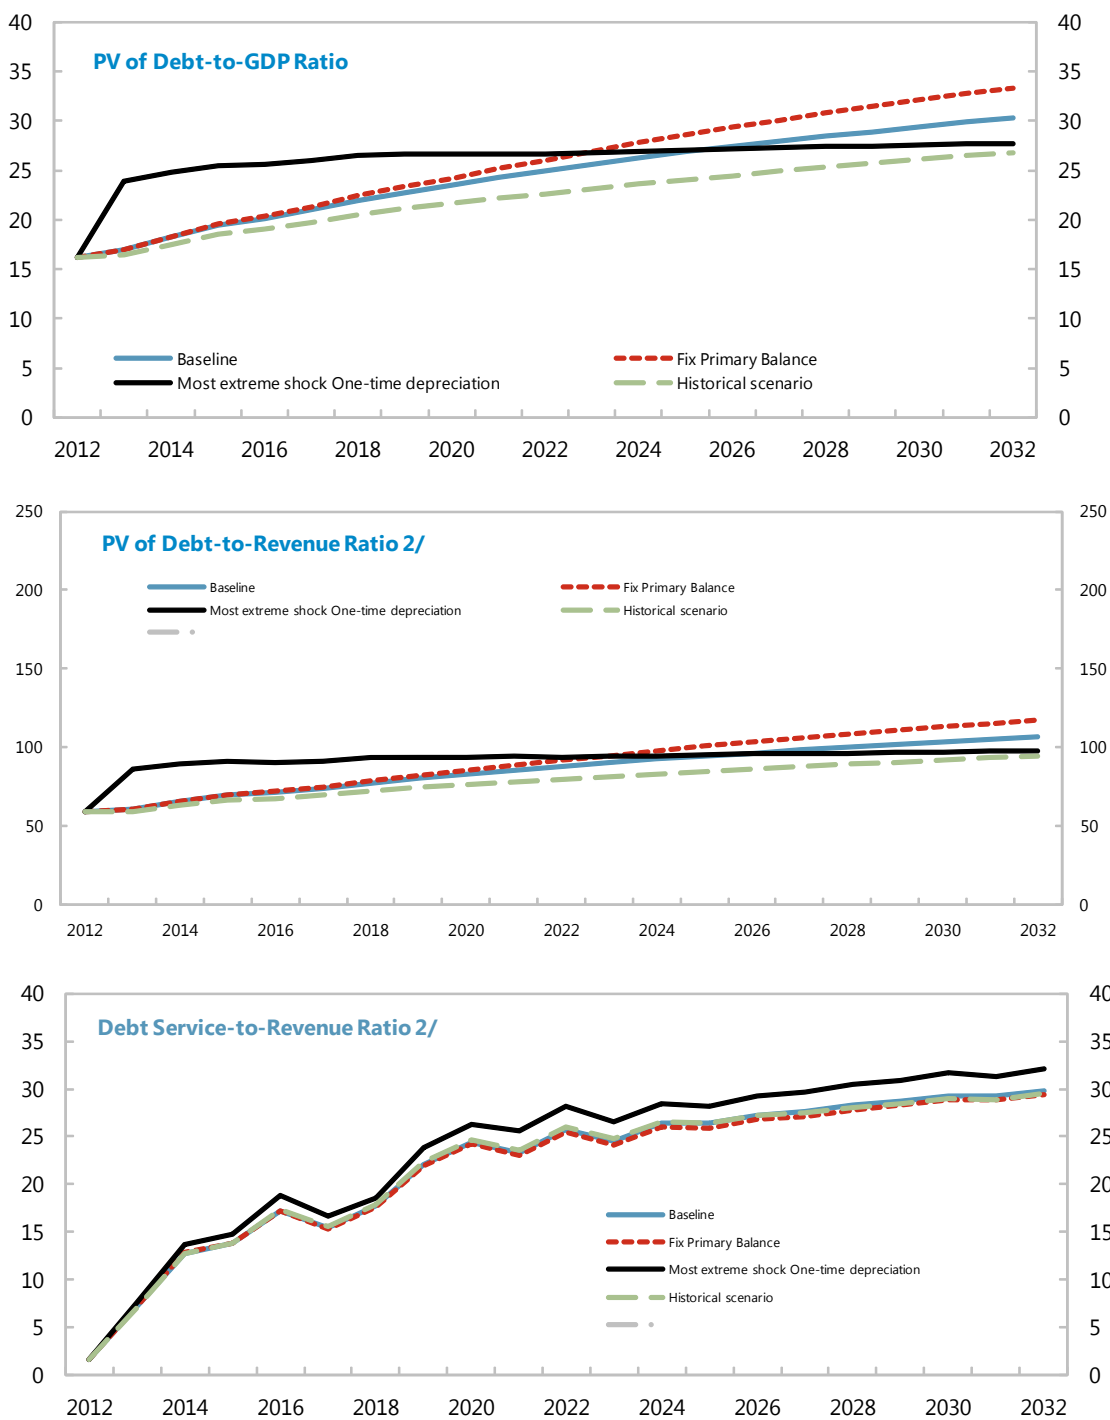 40 40
PV of Debt-to-GDP Ratio
35 35
30 30
25 25
20 20
15 15
10 10
Baseline Fix Primary Balance
5 5
Most extreme shock One-time depreciation Historical scenario
0 0
2012 2014 2016 2018 2020 2022 2024 2026 2028 2030 2032
250 250
PV of Debt-to-Revenue Ratio 2/
Baseline Fix Primary Balance
200 200
Most extreme shock One-time depreciation Historical scenario
150 150
100 100
50 50
0 0
2012 2014 2016 2018 2020 2022 2024 2026 2028 2030 2032
40 40
Debt Service-to-Revenue Ratio 2/
35 35
30 30
25 25
20 20
Baseline
15 15
Fix Primary Balance
Most extreme shock One-time depreciation
10 10
Historical scenario
5 5
0 0
2012 2014 2016 2018 2020 2022 2024 2026 2028 2030 2032